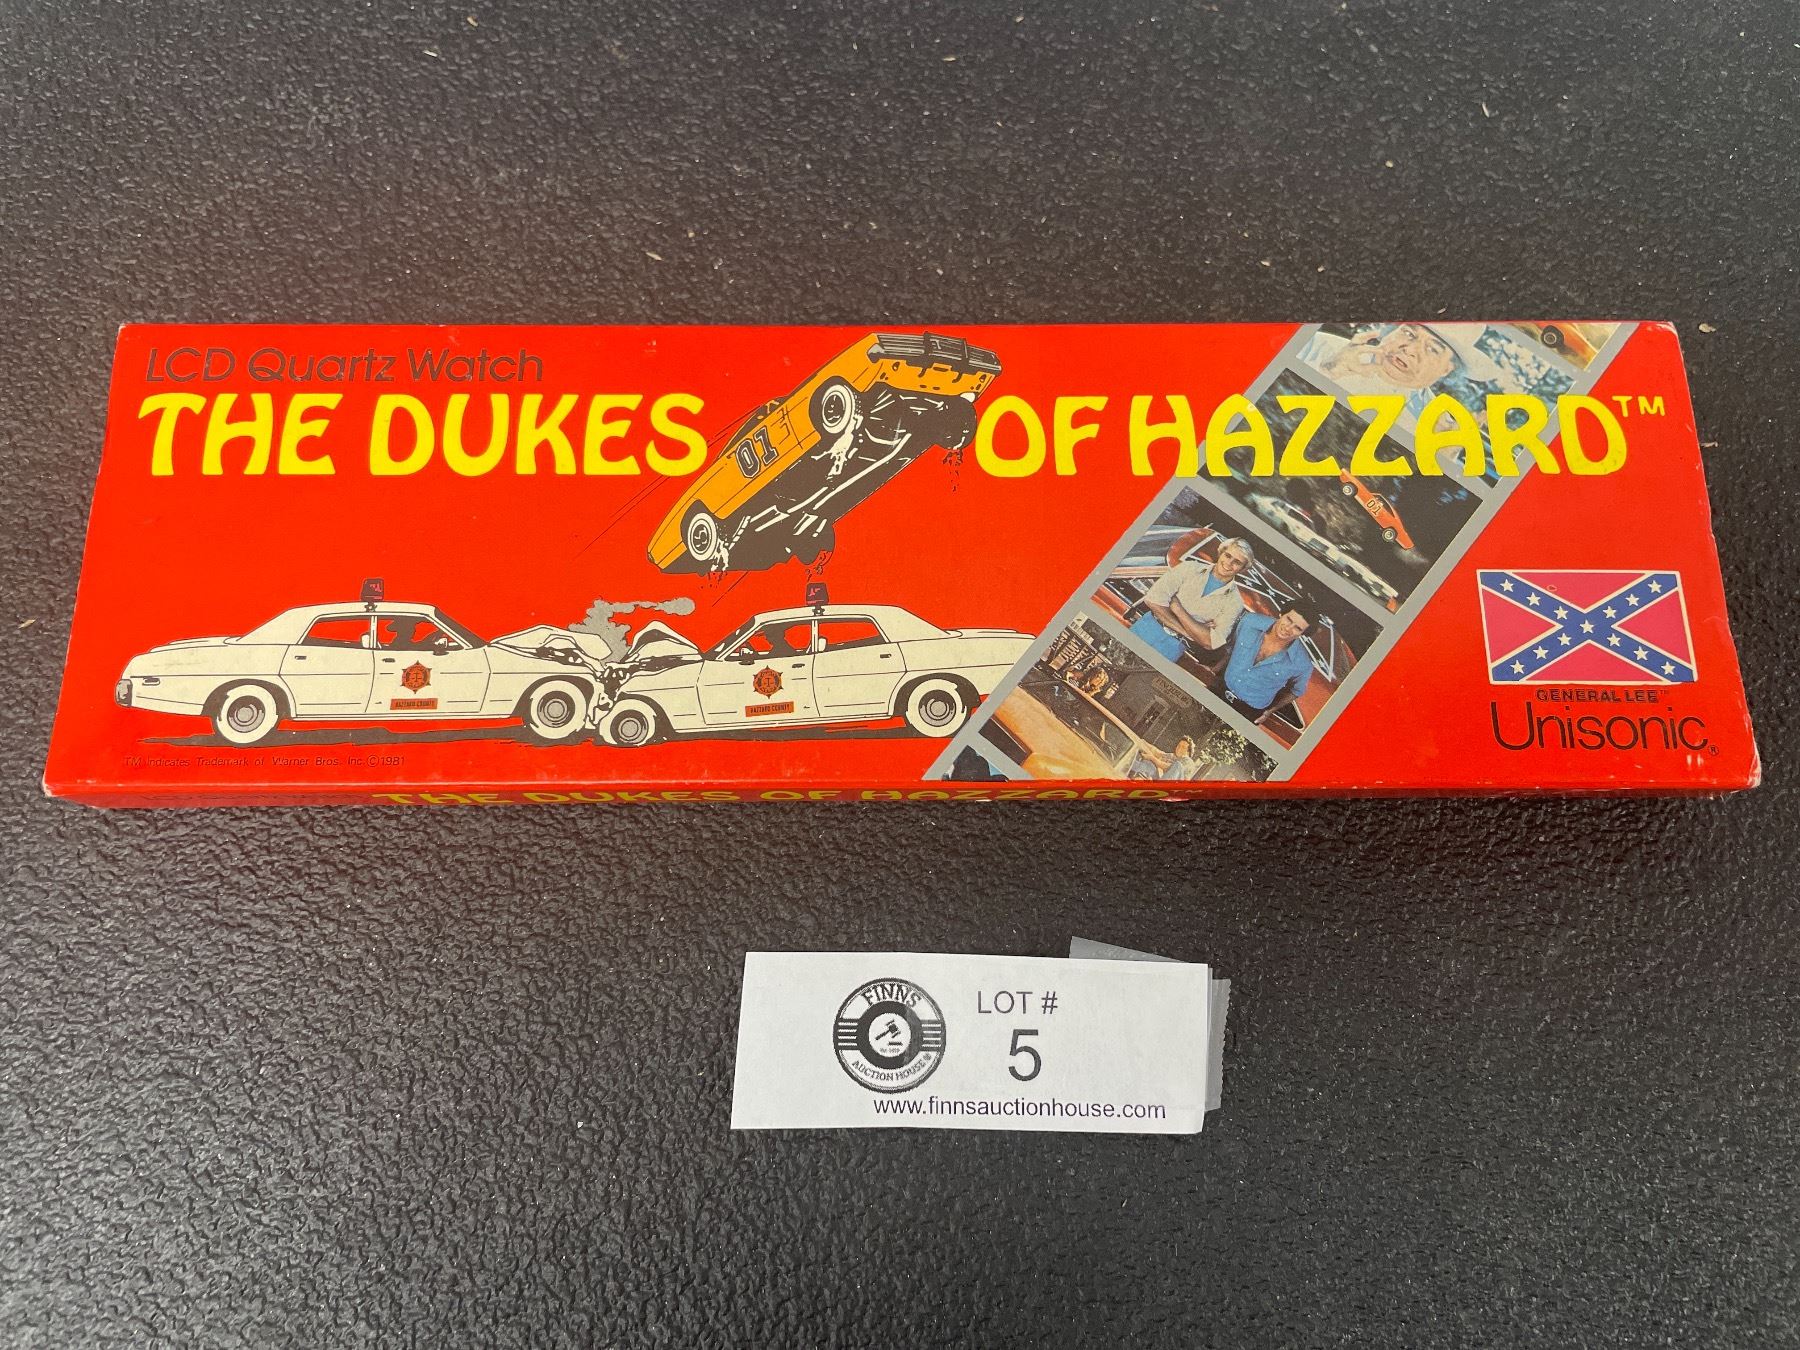 LCD Quartz Watch
THE DUKES OF HAZZARD™
01
01
HAZZARD COUNTY
HAZZARD COUNTY
GENERAL LEE™
Unisonic®
TM Indicates Trademark of Warner Bros. Inc. ©1981
THE DUKES OF HAZZARD™
FINNS
AUCTION HOUSE
LOT #
5
www.finnsauctionhouse.com